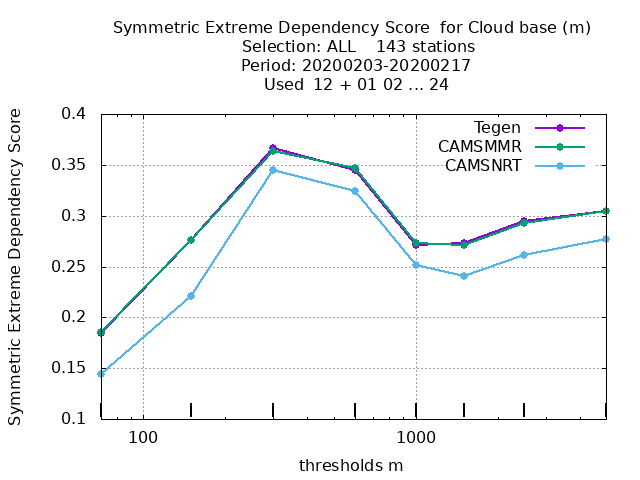 Symmetric Extreme Dependency Score  for Cloud base (m)
Selection: ALL    143 stations
Period: 20200203-20200217
Used  12 + 01 02 ... 24
Symmetric Extreme Dependency Score
0.4
0.35
0.3
0.25
0.2
0.15
0.1
Tegen
CAMSMMR
CAMSNRT
100
1000
thresholds m